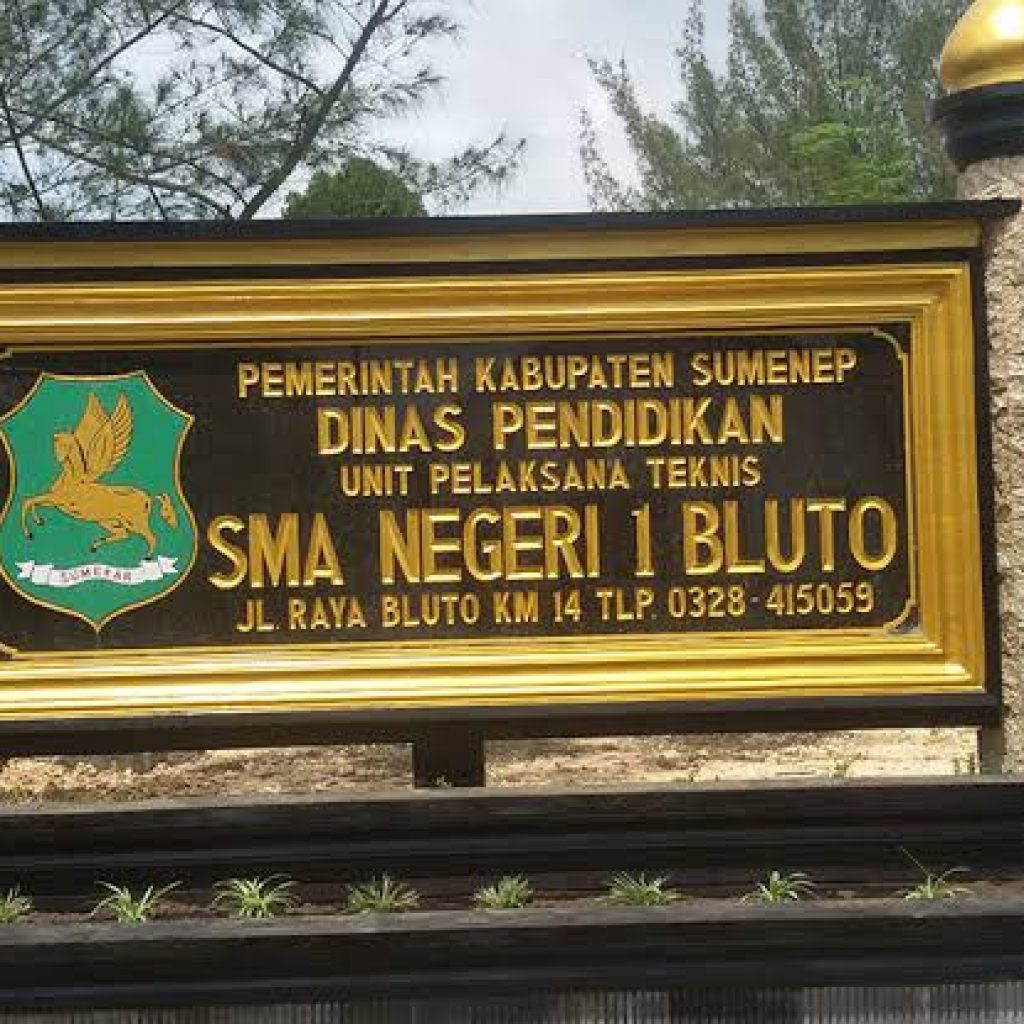 PEMERINTAH KABUPATEN SUMENEP
DINAS PENDIDIKAN
UNIT PELAKSANA TEKNIS
SMA NEGERI 1 BLUTO
JL. RAYA BLUTO KM 14 TLP. 0328-415059
SUMEKAR